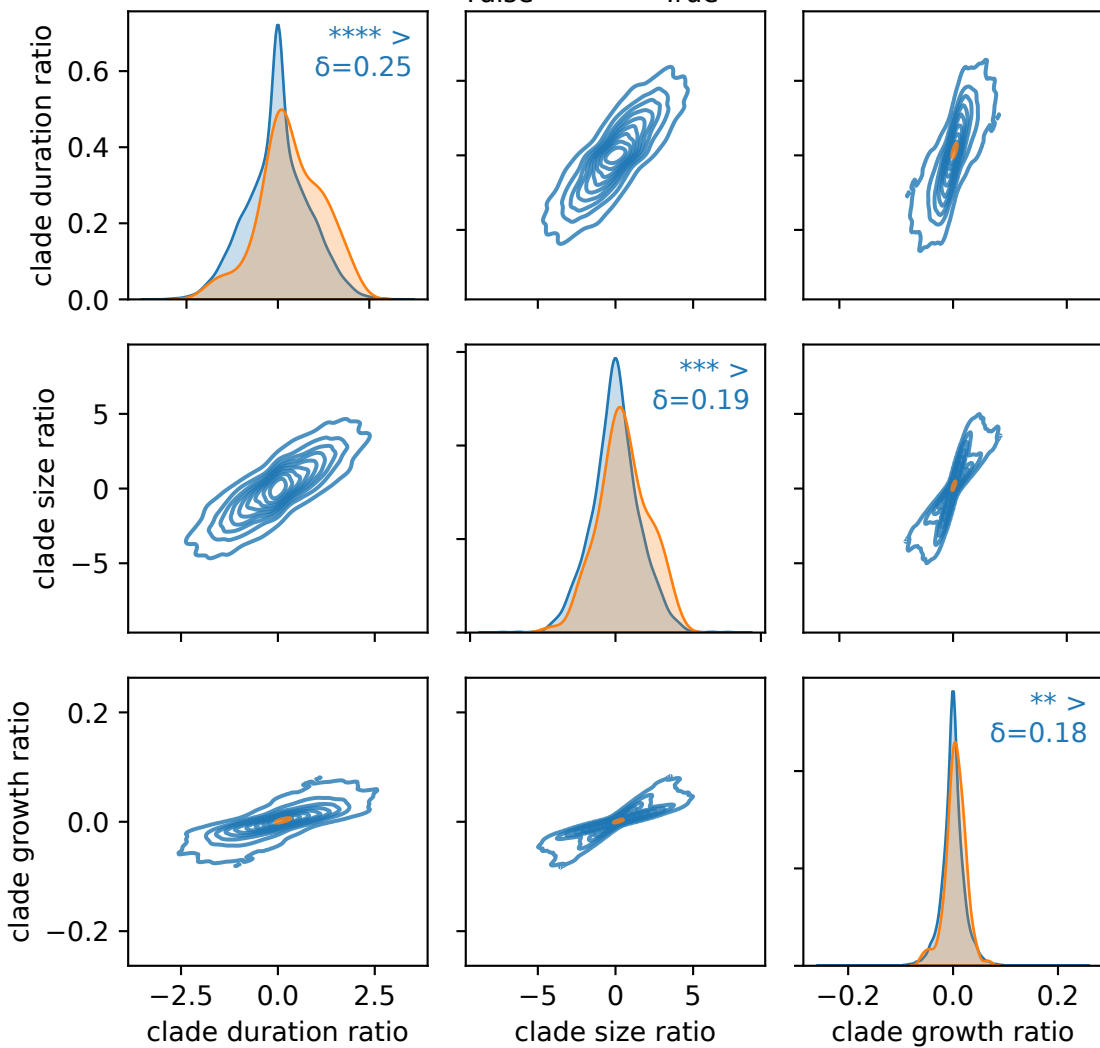 clade duration ratio
0.6
0.4
0.2
0.0
**** >
δ=0.25
clade size ratio
5
0
−5
*** >
δ=0.19
clade growth ratio
0.2
0.0
−0.2
** >
δ=0.18
−2.5 0.0 2.5
−5 0 5
−0.2 0.0 0.2
clade duration ratio
clade size ratio
clade growth ratio